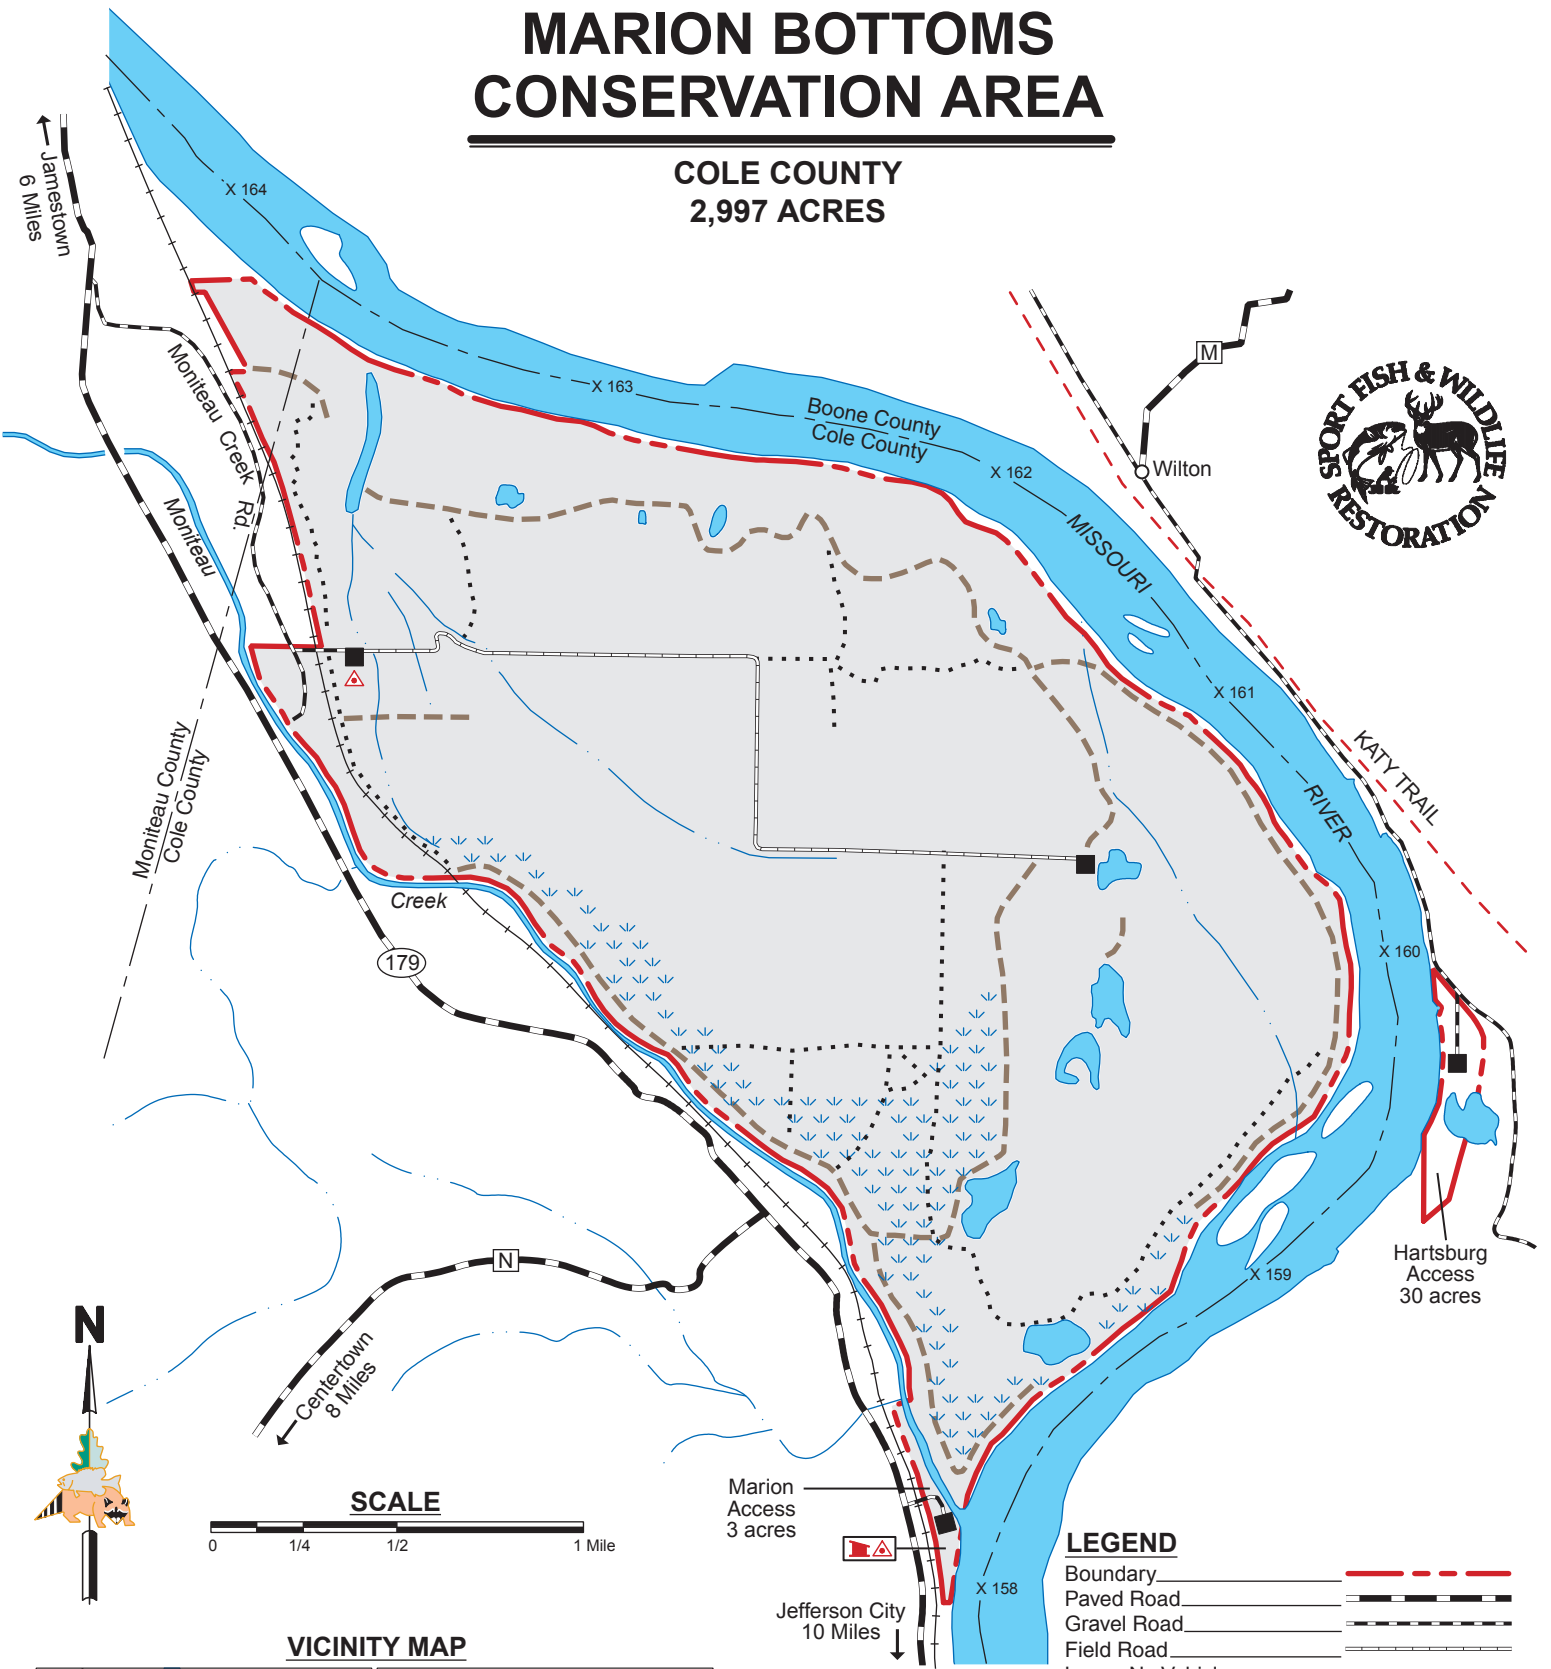 MARION BOTTOMS
CONSERVATION AREA
COLE COUNTY
2,997 ACRES
Jamestown
6 Miles
X 164
X 163
Boone County
Cole County
X 162
MISSOURI
X 161
RIVER
X 160
X 159
X 158
M
Wilton
KATY TRAIL
SPORT FISH & WILDLIFE
RESTORATION
Moniteau Creek Rd.
Moniteau
Creek
Moniteau County
Cole County
179
N
Centertown
8 Miles
Hartsburg
Access
30 acres
N
SCALE
0 1/4 1/2 1 Mile
Marion
Access
3 acres
Jefferson City
10 Miles
VICINITY MAP
LEGEND
Boundary
Paved Road
Gravel Road
Field Road